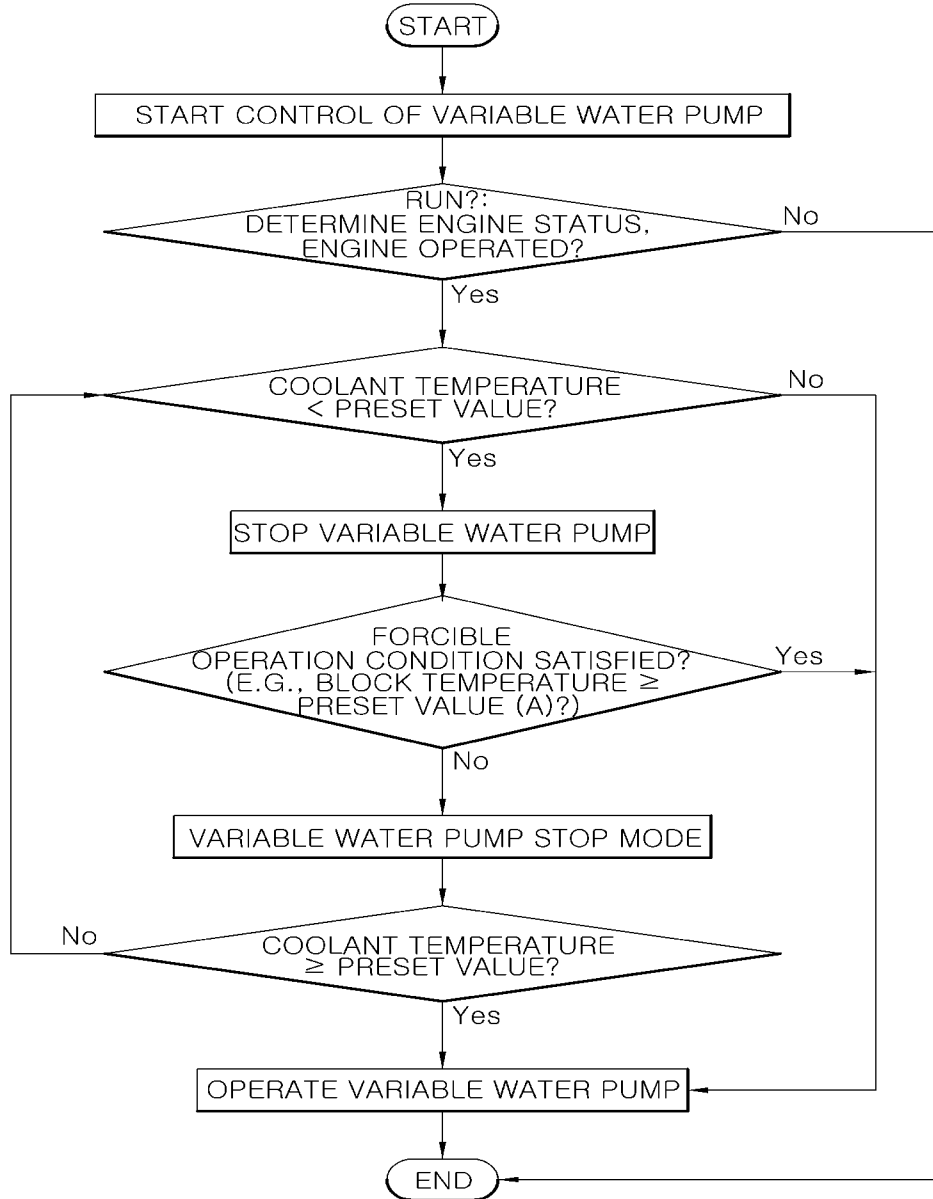 START
START CONTROL OF VARIABLE WATER PUMP
RUN?:
DETERMINE ENGINE STATUS,
ENGINE OPERATED?
No
Yes
COOLANT TEMPERATURE
< PRESET VALUE?
No
Yes
STOP VARIABLE WATER PUMP
FORCIBLE
OPERATION CONDITION SATISFIED?
(E.G., BLOCK TEMPERATURE ≥
PRESET VALUE (A)?)
Yes
No
VARIABLE WATER PUMP STOP MODE
No
COOLANT TEMPERATURE
≥ PRESET VALUE?
Yes
OPERATE VARIABLE WATER PUMP
END